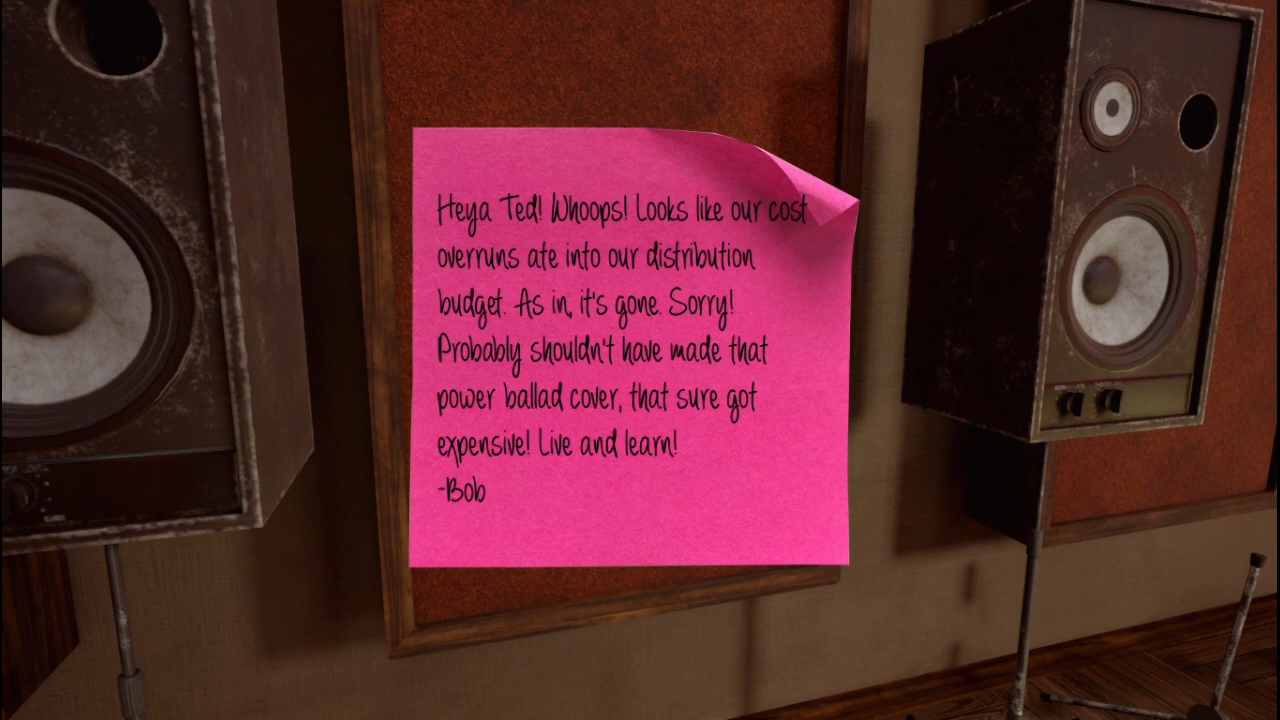 Heya Ted! Whoops! Looks like our cost
overruns ate into our distribution
budget. As in, it's gone. Sorry!
Probably shouldn't have made that
power ballad cover, that sure got
expensive! Live and learn!
-Bob